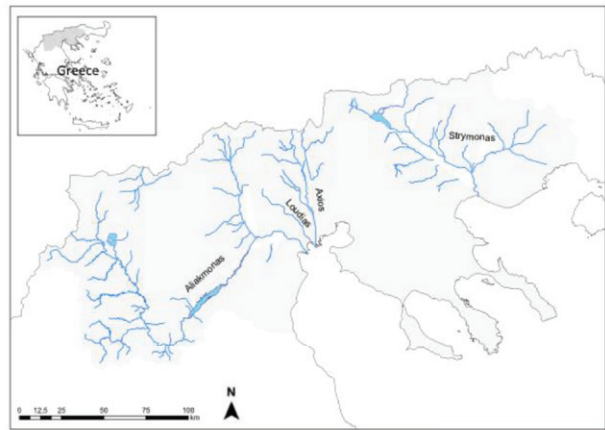 Greece
Strymonas
Axios
Loudias
Aliakmonas
N
0 12,5 25 50 75 100
km